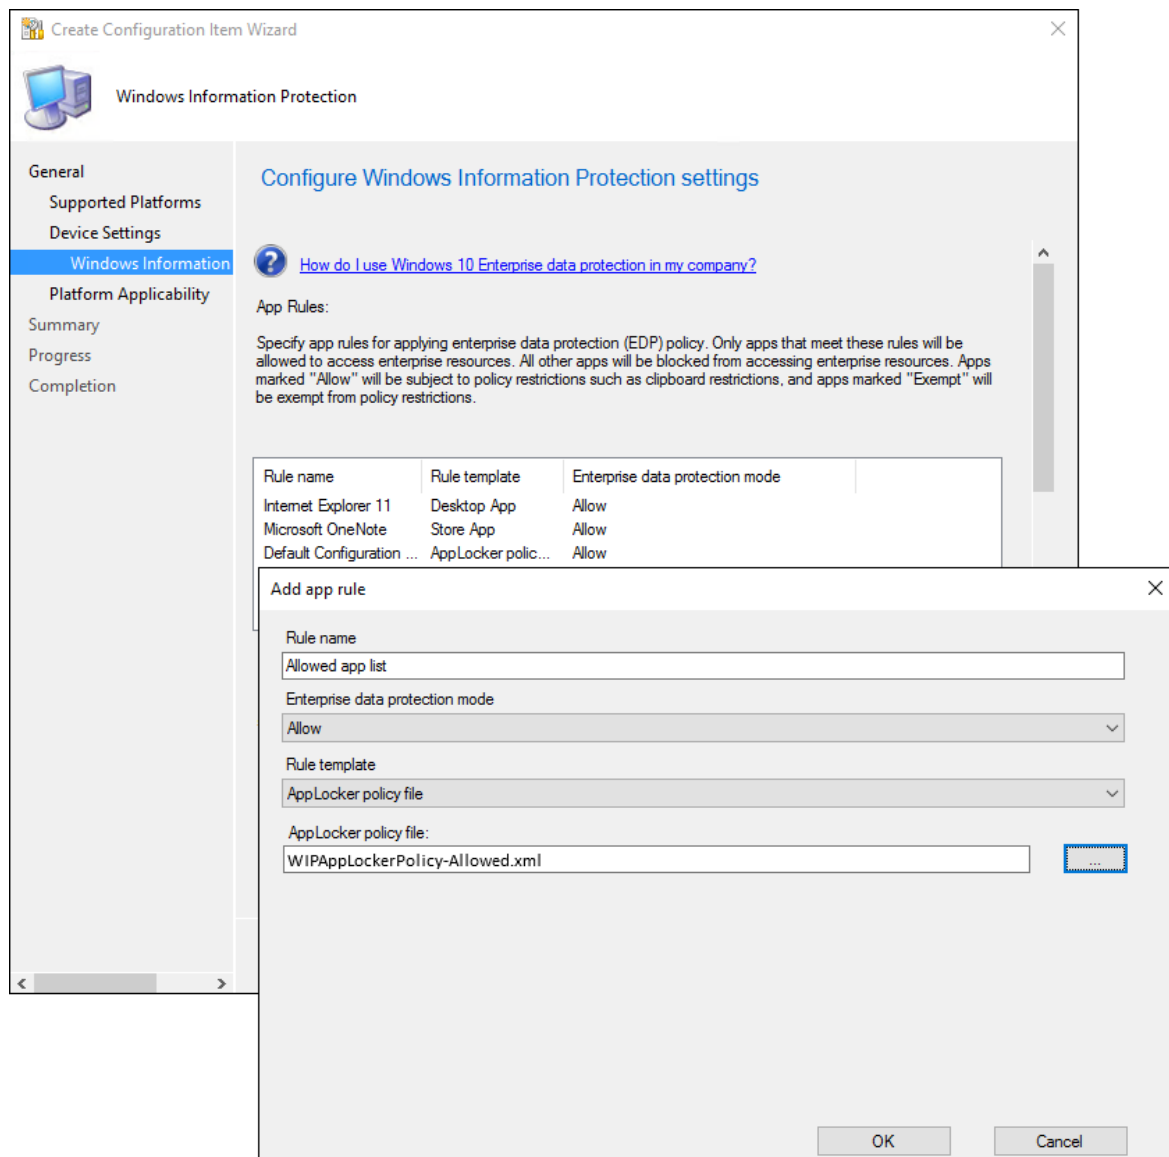 Create Configuration Item Wizard
Windows Information Protection
General
Supported Platforms
Device Settings
Windows Information
Platform Applicability
Summary
Progress
Completion
Configure Windows Information Protection settings
How do I use Windows 10 Enterprise data protection in my company?
App Rules:
Specify app rules for applying enterprise data protection (EDP) policy. Only apps that meet these rules will be
allowed to access enterprise resources. All other apps will be blocked from accessing enterprise resources. Apps
marked "Allow" will be subject to policy restrictions such as clipboard restrictions, and apps marked "Exempt" will
be exempt from policy restrictions.
Rule name Rule template Enterprise data protection mode
Internet Explorer 11 Desktop App Allow
Microsoft OneNote Store App Allow
Default Configuration ... AppLocker polic... Allow
Add app rule
Rule name
Allowed app list
Enterprise data protection mode
Allow
Rule template
AppLocker policy file
AppLocker policy file:
WIPAppLockerPolicy-Allowed.xml
...
OK Cancel